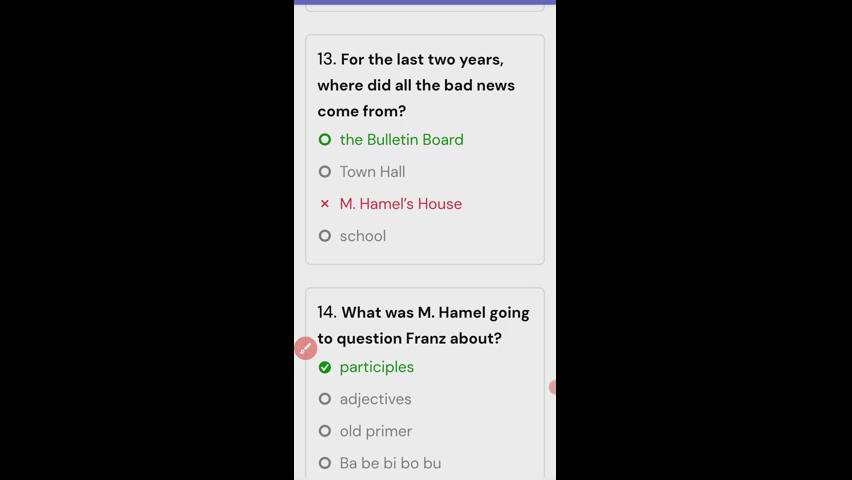 13. For the last two years,
where did all the bad news
come from?
the Bulletin Board
Town Hall
M. Hamel’s House
school
14. What was M. Hamel going
to question Franz about?
participles
adjectives
old primer
Ba be bi bo bu